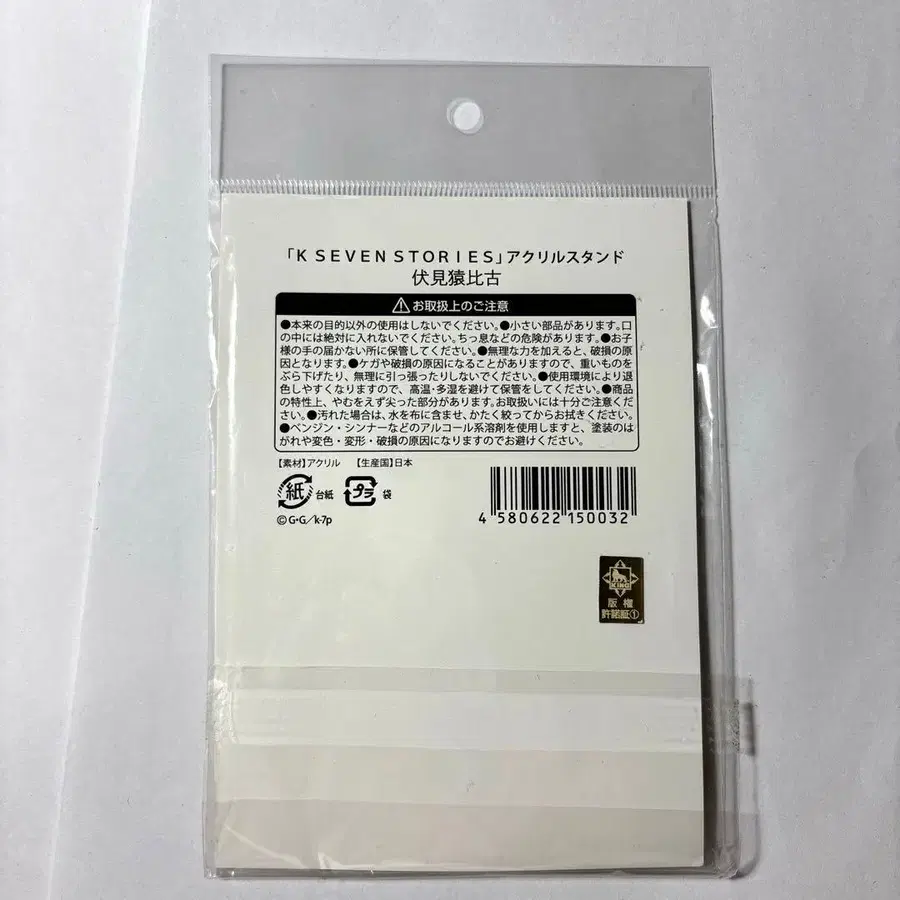 「K SEVEN STORIES」アクリルスタンド
伏見猿比古
お取扱上のご注意
●本来の目的以外の使用はしないでください。●小さい部品があります。口
の中には絶対に入れないでください。ちっ息などの危険があります。●お子
様の手の届かない所に保管してください。●無理な力を加えると、破損の原
因となります。●ケガや破損の原因になることがありますので、重いものを
ぶら下げたり、無理に引っ張ったりしないでください。●使用環境により退
色しやすくなりますので、高温・多湿を避けて保管をしてください。●商品
の特性上、やむをえず尖った部分があります。お取扱いには十分ご注意くだ
さい。●汚れた場合は、水を布に含ませ、かたく絞ってからお拭きください。
●ベンジン・シンナーなどのアルコール系溶剤を使用しますと、塗装のは
がれや変色・変形・破損の原因になりますのでお避けください。
【素材】アクリル 【生産国】日本
紙 台紙 プラ 袋
©G・G/k-7p
4 580622 150032
KING
版権
許諾証①